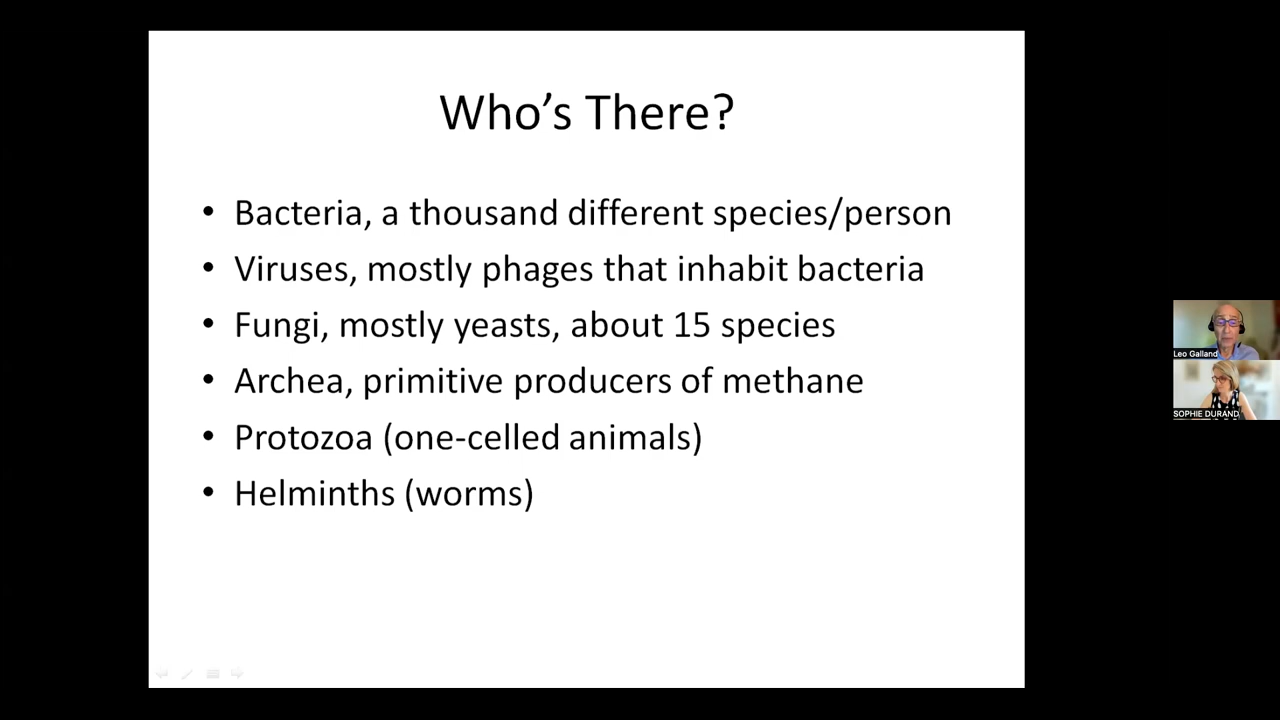 Who's There?
• Bacteria, a thousand different species/person
• Viruses, mostly phages that inhabit bacteria
• Fungi, mostly yeasts, about 15 species
• Archea, primitive producers of methane
• Protozoa (one-celled animals)
• Helminths (worms)
Leo Galland
SOPHIE DURAND